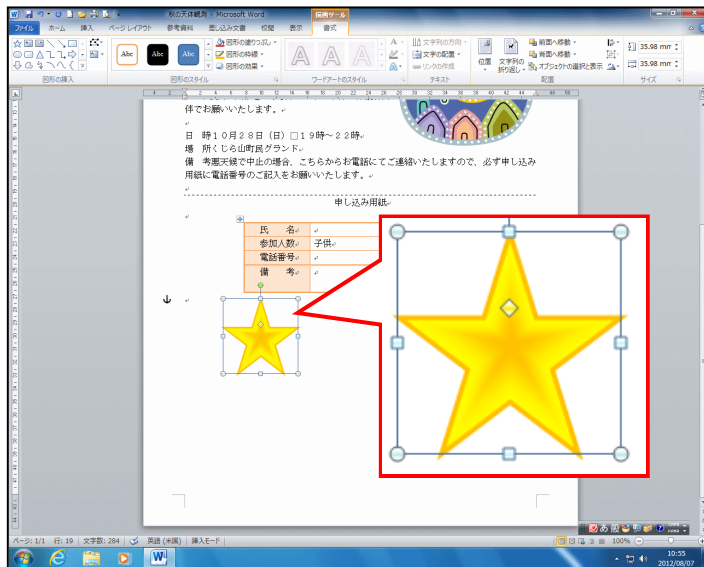 秋の天体観測 - Microsoft Word
描画ツール
ファイル ホーム 挿入 ページ レイアウト 参考資料 差し込み文書 校閲 表示 書式
図形の塗りつぶし
図形の枠線
図形の効果
Abc Abc Abc
A A A
文字列の方向
文字の配置
リンクの作成
位置 文字列の折り返し
前面へ移動
背面へ移動
オブジェクトの選択と表示
35.98 mm
35.98 mm
図形の挿入 図形のスタイル ワードアートのスタイル テキスト 配置 サイズ
伴でお願いいたします。
日 時10月28日(日)□19時~22時
場 所くじら山町民グランド
備 考悪天候で中止の場合、こちらからお電話にてご連絡いたしますので、必ず申し込み
用紙に電話番号のご記入をお願いいたします。
申し込み用紙
氏 名
参加人数 子供
電話番号
備 考
あ 般
ページ: 1/1 行: 19 文字数: 284 英語 (米国) 挿入モード 100%
10:55
2012/08/07